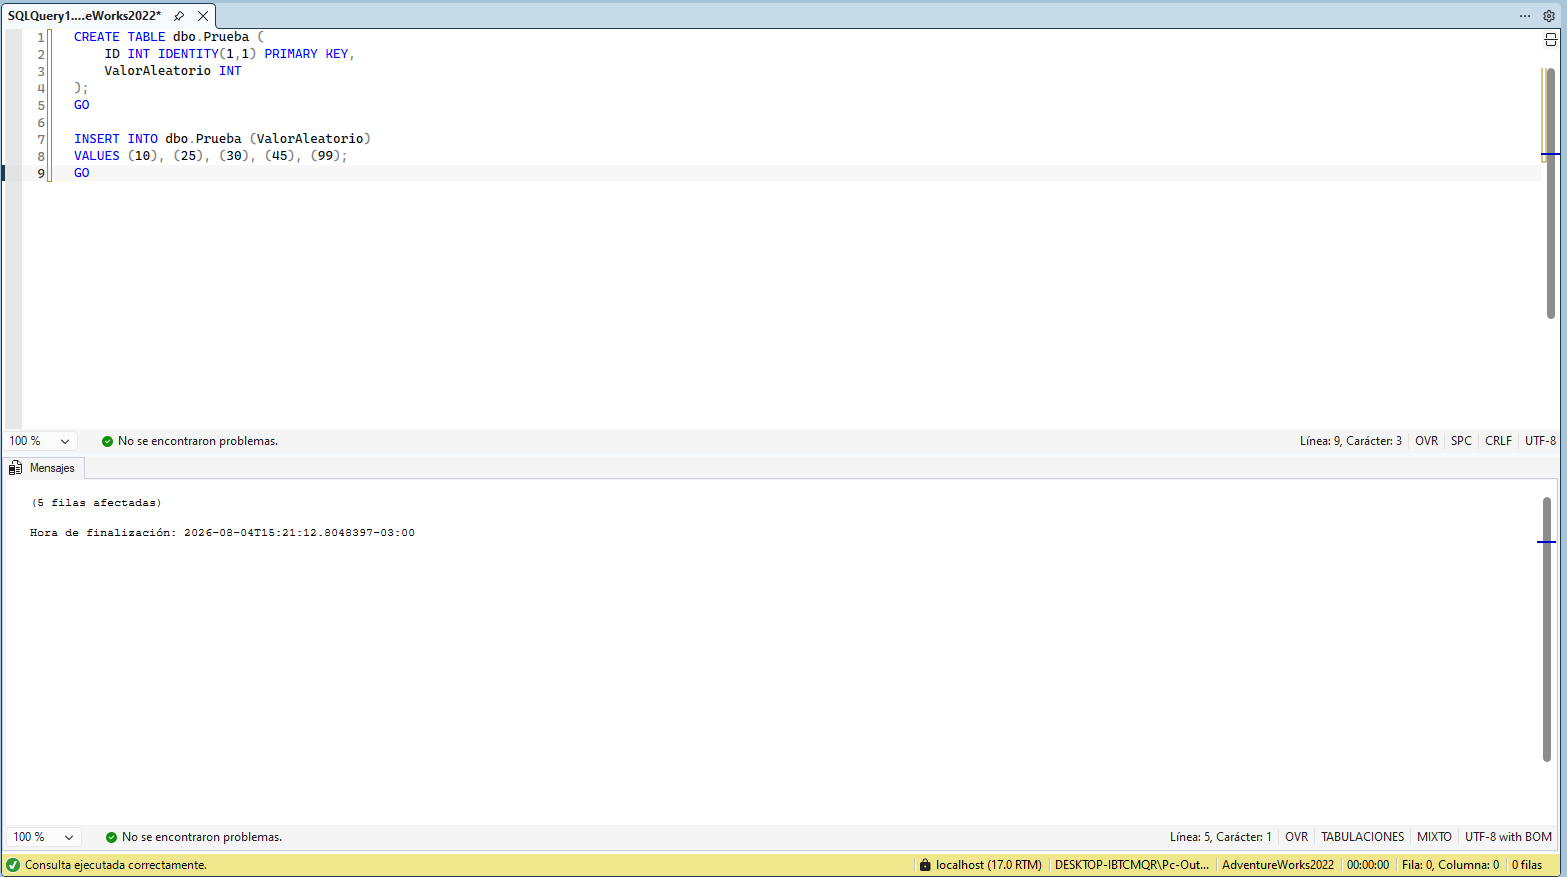 SQLQuery1....eWorks2022*
1 CREATE TABLE dbo.Prueba (
2 ID INT IDENTITY(1,1) PRIMARY KEY,
3 ValorAleatorio INT
4 );
5 GO
6
7 INSERT INTO dbo.Prueba (ValorAleatorio)
8 VALUES (10), (25), (30), (45), (99);
9 GO
100 % No se encontraron problemas. Línea: 9, Carácter: 3 OVR SPC CRLF UTF-8
Mensajes
(5 filas afectadas)
Hora de finalización: 2026-08-04T15:21:12.8048397-03:00
100 % No se encontraron problemas. Línea: 5, Carácter: 1 OVR TABULACIONES MIXTO UTF-8 with BOM
Consulta ejecutada correctamente. localhost (17.0 RTM) DESKTOP-IBTCMQR\Pc-Out... AdventureWorks2022 00:00:00 Fila: 0, Columna: 0 0 filas